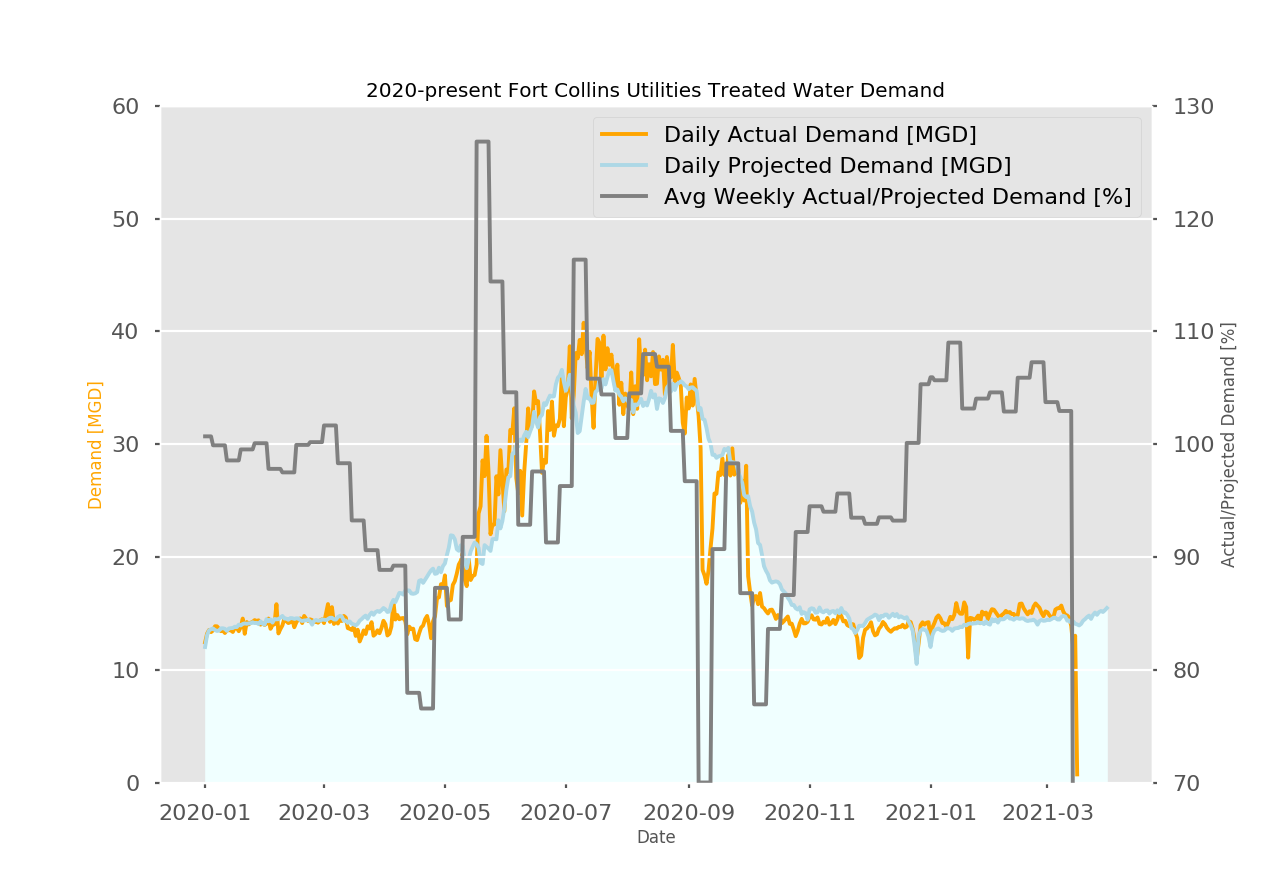 2020-present Fort Collins Utilities Treated Water Demand
Daily Actual Demand [MGD]
Daily Projected Demand [MGD]
Avg Weekly Actual/Projected Demand [%]
60
50
40
30
20
10
0
Demand [MGD]
130
120
110
100
90
80
70
Actual/Projected Demand [%]
2020-01 2020-03 2020-05 2020-07 2020-09 2020-11 2021-01 2021-03
Date